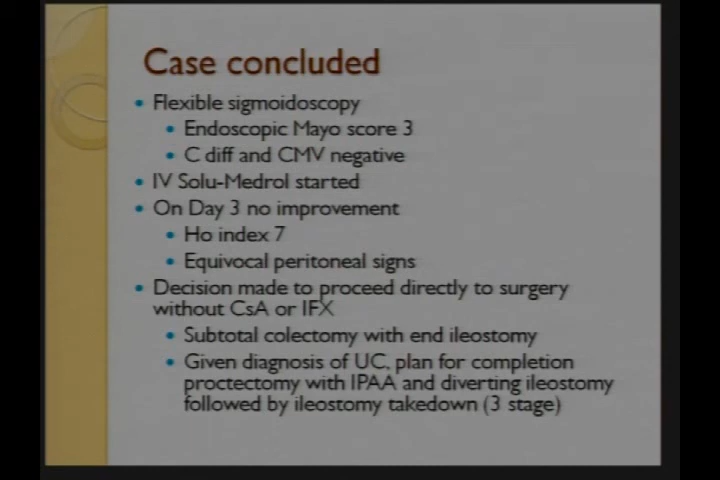 Case concluded
Flexible sigmoidoscopy
Endoscopic Mayo score 3
C diff and CMV negative
IV Solu-Medrol started
On Day 3 no improvement
Ho index 7
Equivocal peritoneal signs
Decision made to proceed directly to surgery
without CsA or IFX
Subtotal colectomy with end ileostomy
Given diagnosis of UC, plan for completion
proctectomy with IPAA and diverting ileostomy
followed by ileostomy takedown (3 stage)